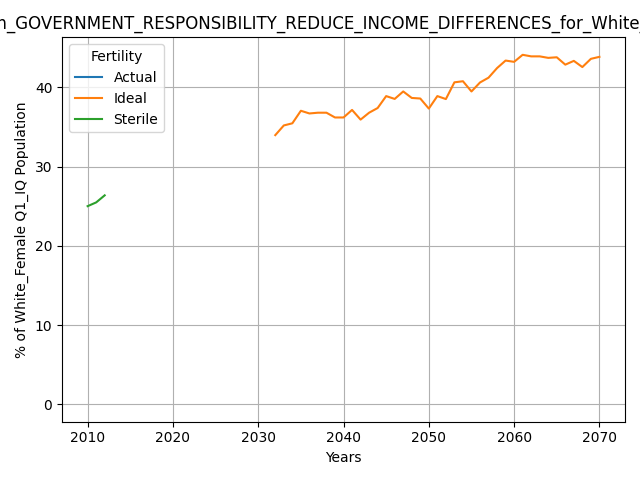 n_GOVERNMENT_RESPONSIBILITY_REDUCE_INCOME_DIFFERENCES_for_White_
Fertility
Actual
Ideal
Sterile
% of White_Female Q1_IQ Population
40
30
20
10
0
2010 2020 2030 2040 2050 2060 2070
Years